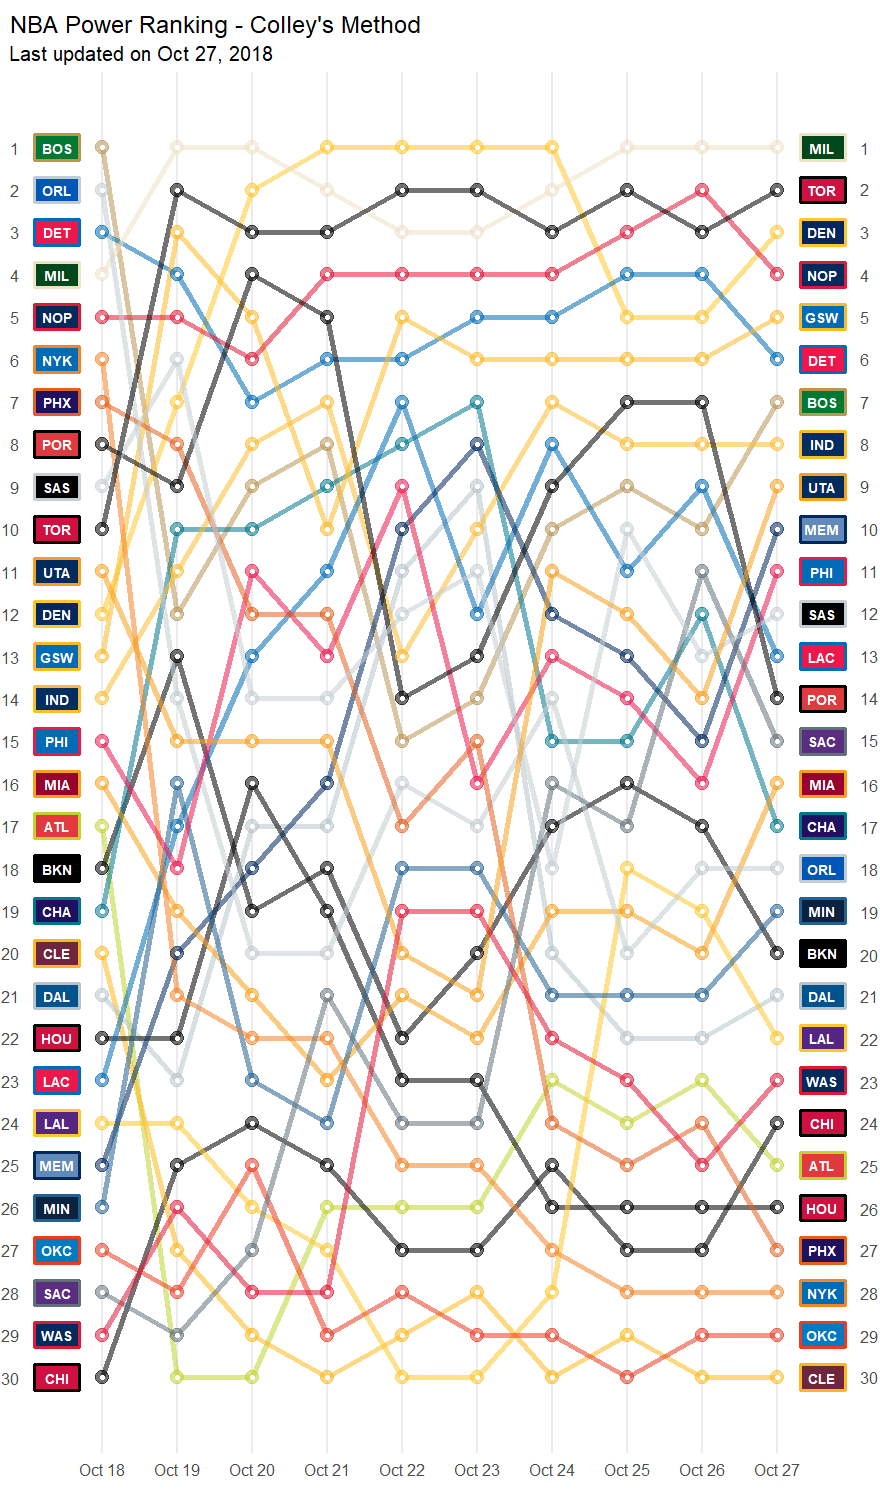 NBA Power Ranking - Colley's Method
Last updated on Oct 27, 2018
1 BOS MIL 1
2 ORL TOR 2
3 DET DEN 3
4 MIL NOP 4
5 NOP GSW 5
6 NYK DET 6
7 PHX BOS 7
8 POR IND 8
9 SAS UTA 9
10 TOR MEM 10
11 UTA PHI 11
12 DEN SAS 12
13 GSW LAC 13
14 IND POR 14
15 PHI SAC 15
16 MIA MIA 16
17 ATL CHA 17
18 BKN ORL 18
19 CHA MIN 19
20 CLE BKN 20
21 DAL DAL 21
22 HOU LAL 22
23 LAC WAS 23
24 LAL CHI 24
25 MEM ATL 25
26 MIN HOU 26
27 OKC PHX 27
28 SAC NYK 28
29 WAS OKC 29
30 CHI CLE 30
Oct 18 Oct 19 Oct 20 Oct 21 Oct 22 Oct 23 Oct 24 Oct 25 Oct 26 Oct 27